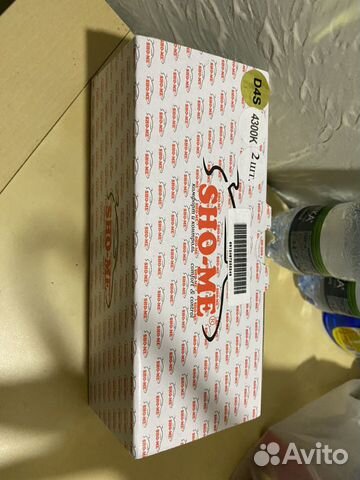 D4S
4300K 2 шт.
SHO-ME®
комфорт и контроль
comfort & control
SHO-ME
Avito